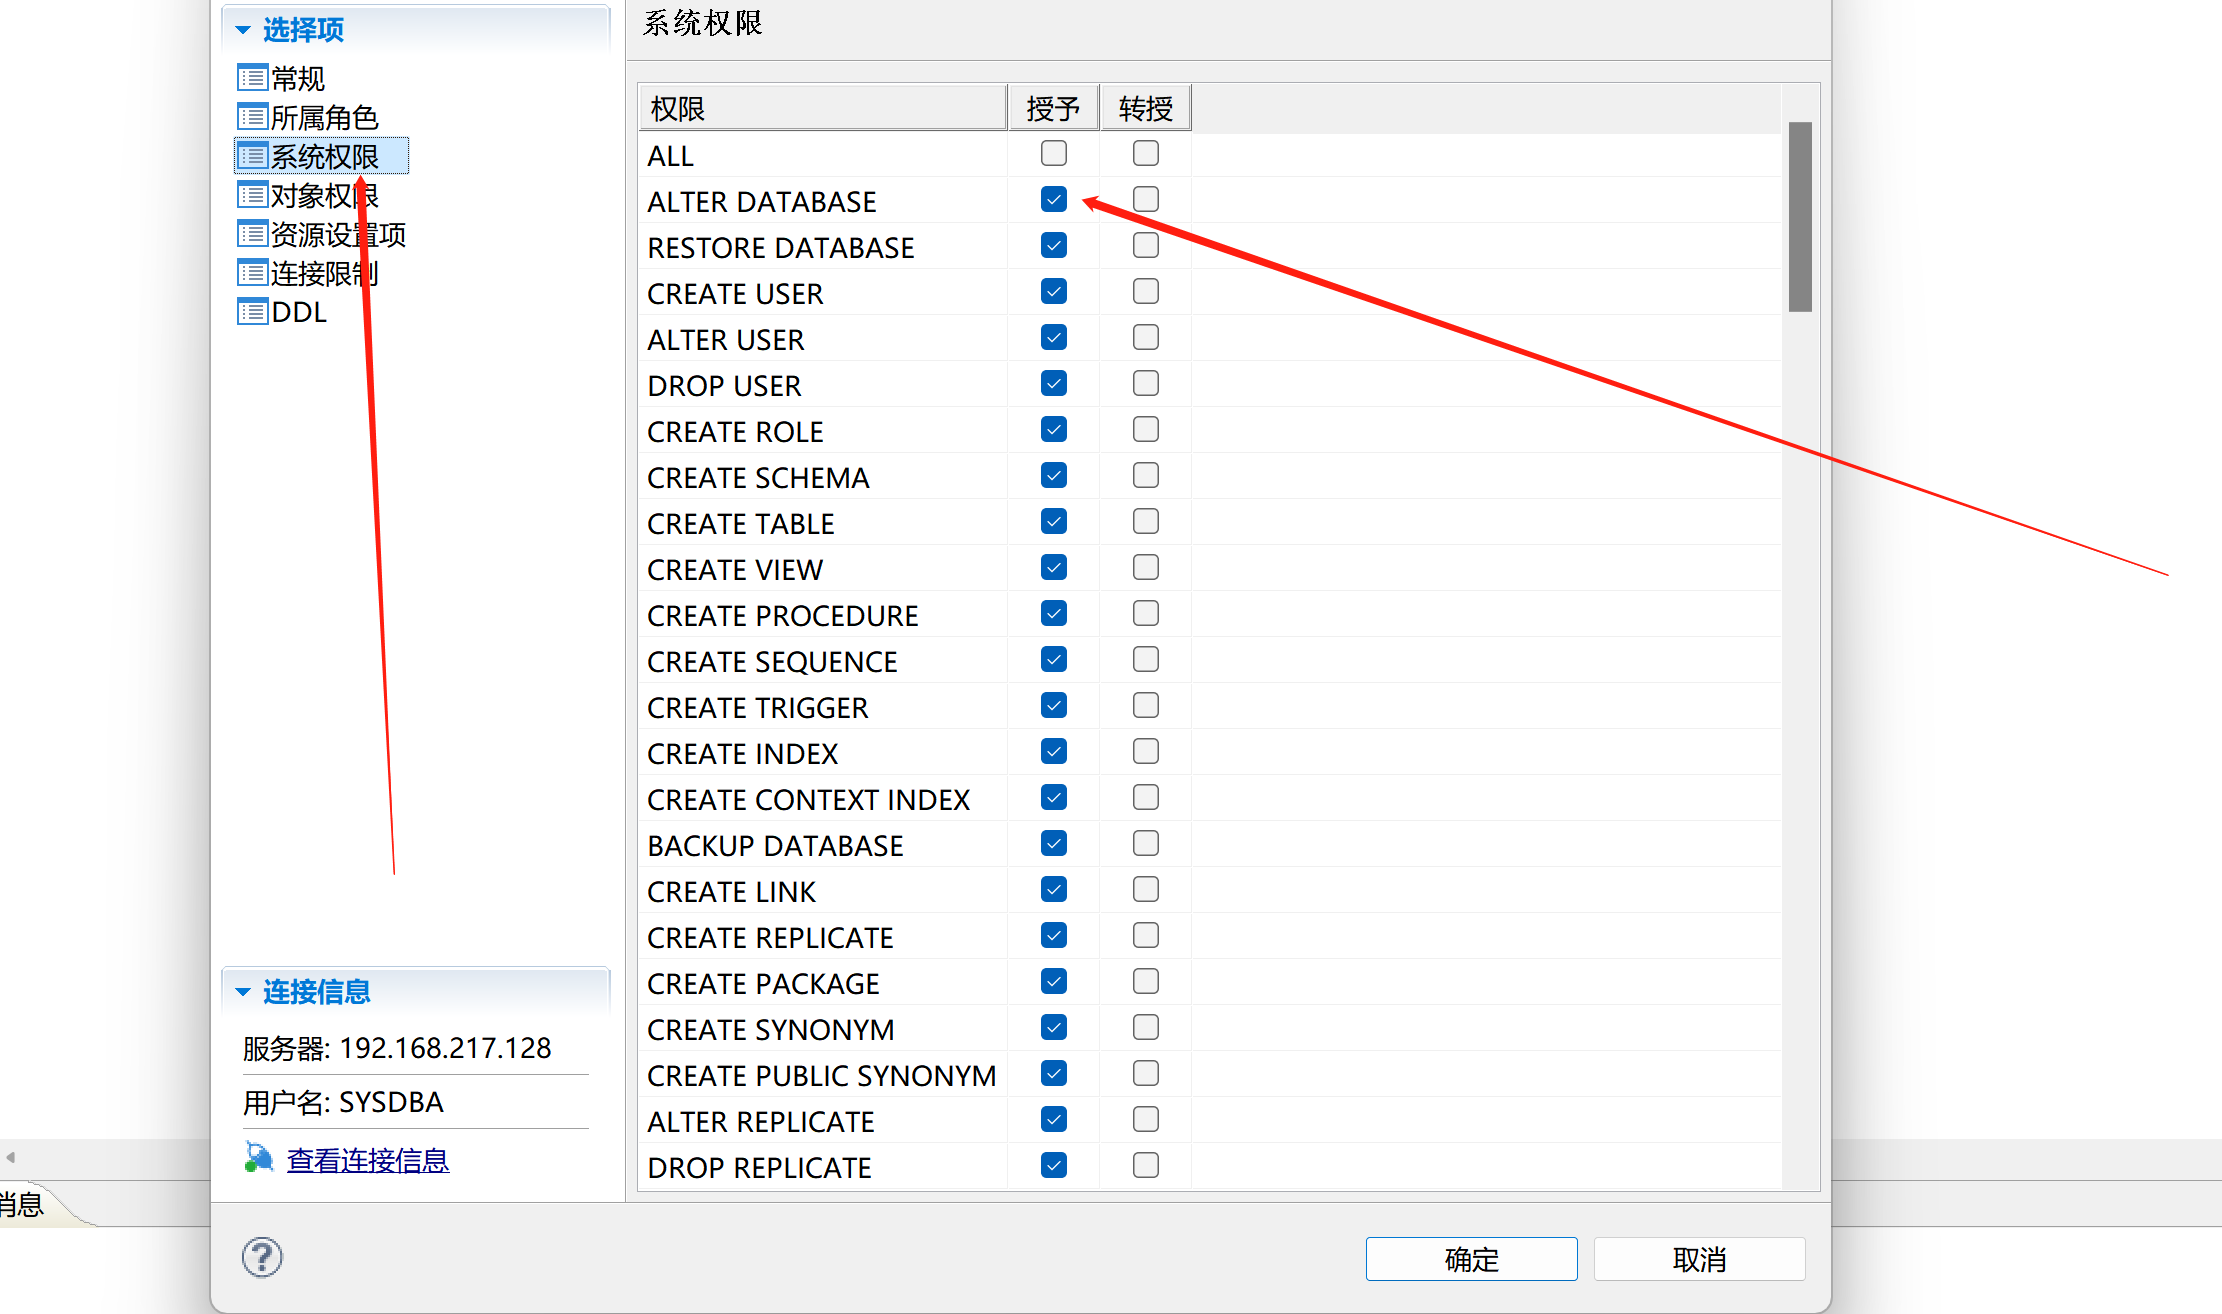 选择项
常规
所属角色
系统权限
对象权限
资源设置项
连接限制
DDL
连接信息
服务器: 192.168.217.128
用户名: SYSDBA
查看连接信息
消息
系统权限
权限 授予 转授
ALL
ALTER DATABASE
RESTORE DATABASE
CREATE USER
ALTER USER
DROP USER
CREATE ROLE
CREATE SCHEMA
CREATE TABLE
CREATE VIEW
CREATE PROCEDURE
CREATE SEQUENCE
CREATE TRIGGER
CREATE INDEX
CREATE CONTEXT INDEX
BACKUP DATABASE
CREATE LINK
CREATE REPLICATE
CREATE PACKAGE
CREATE SYNONYM
CREATE PUBLIC SYNONYM
ALTER REPLICATE
DROP REPLICATE
确定 取消